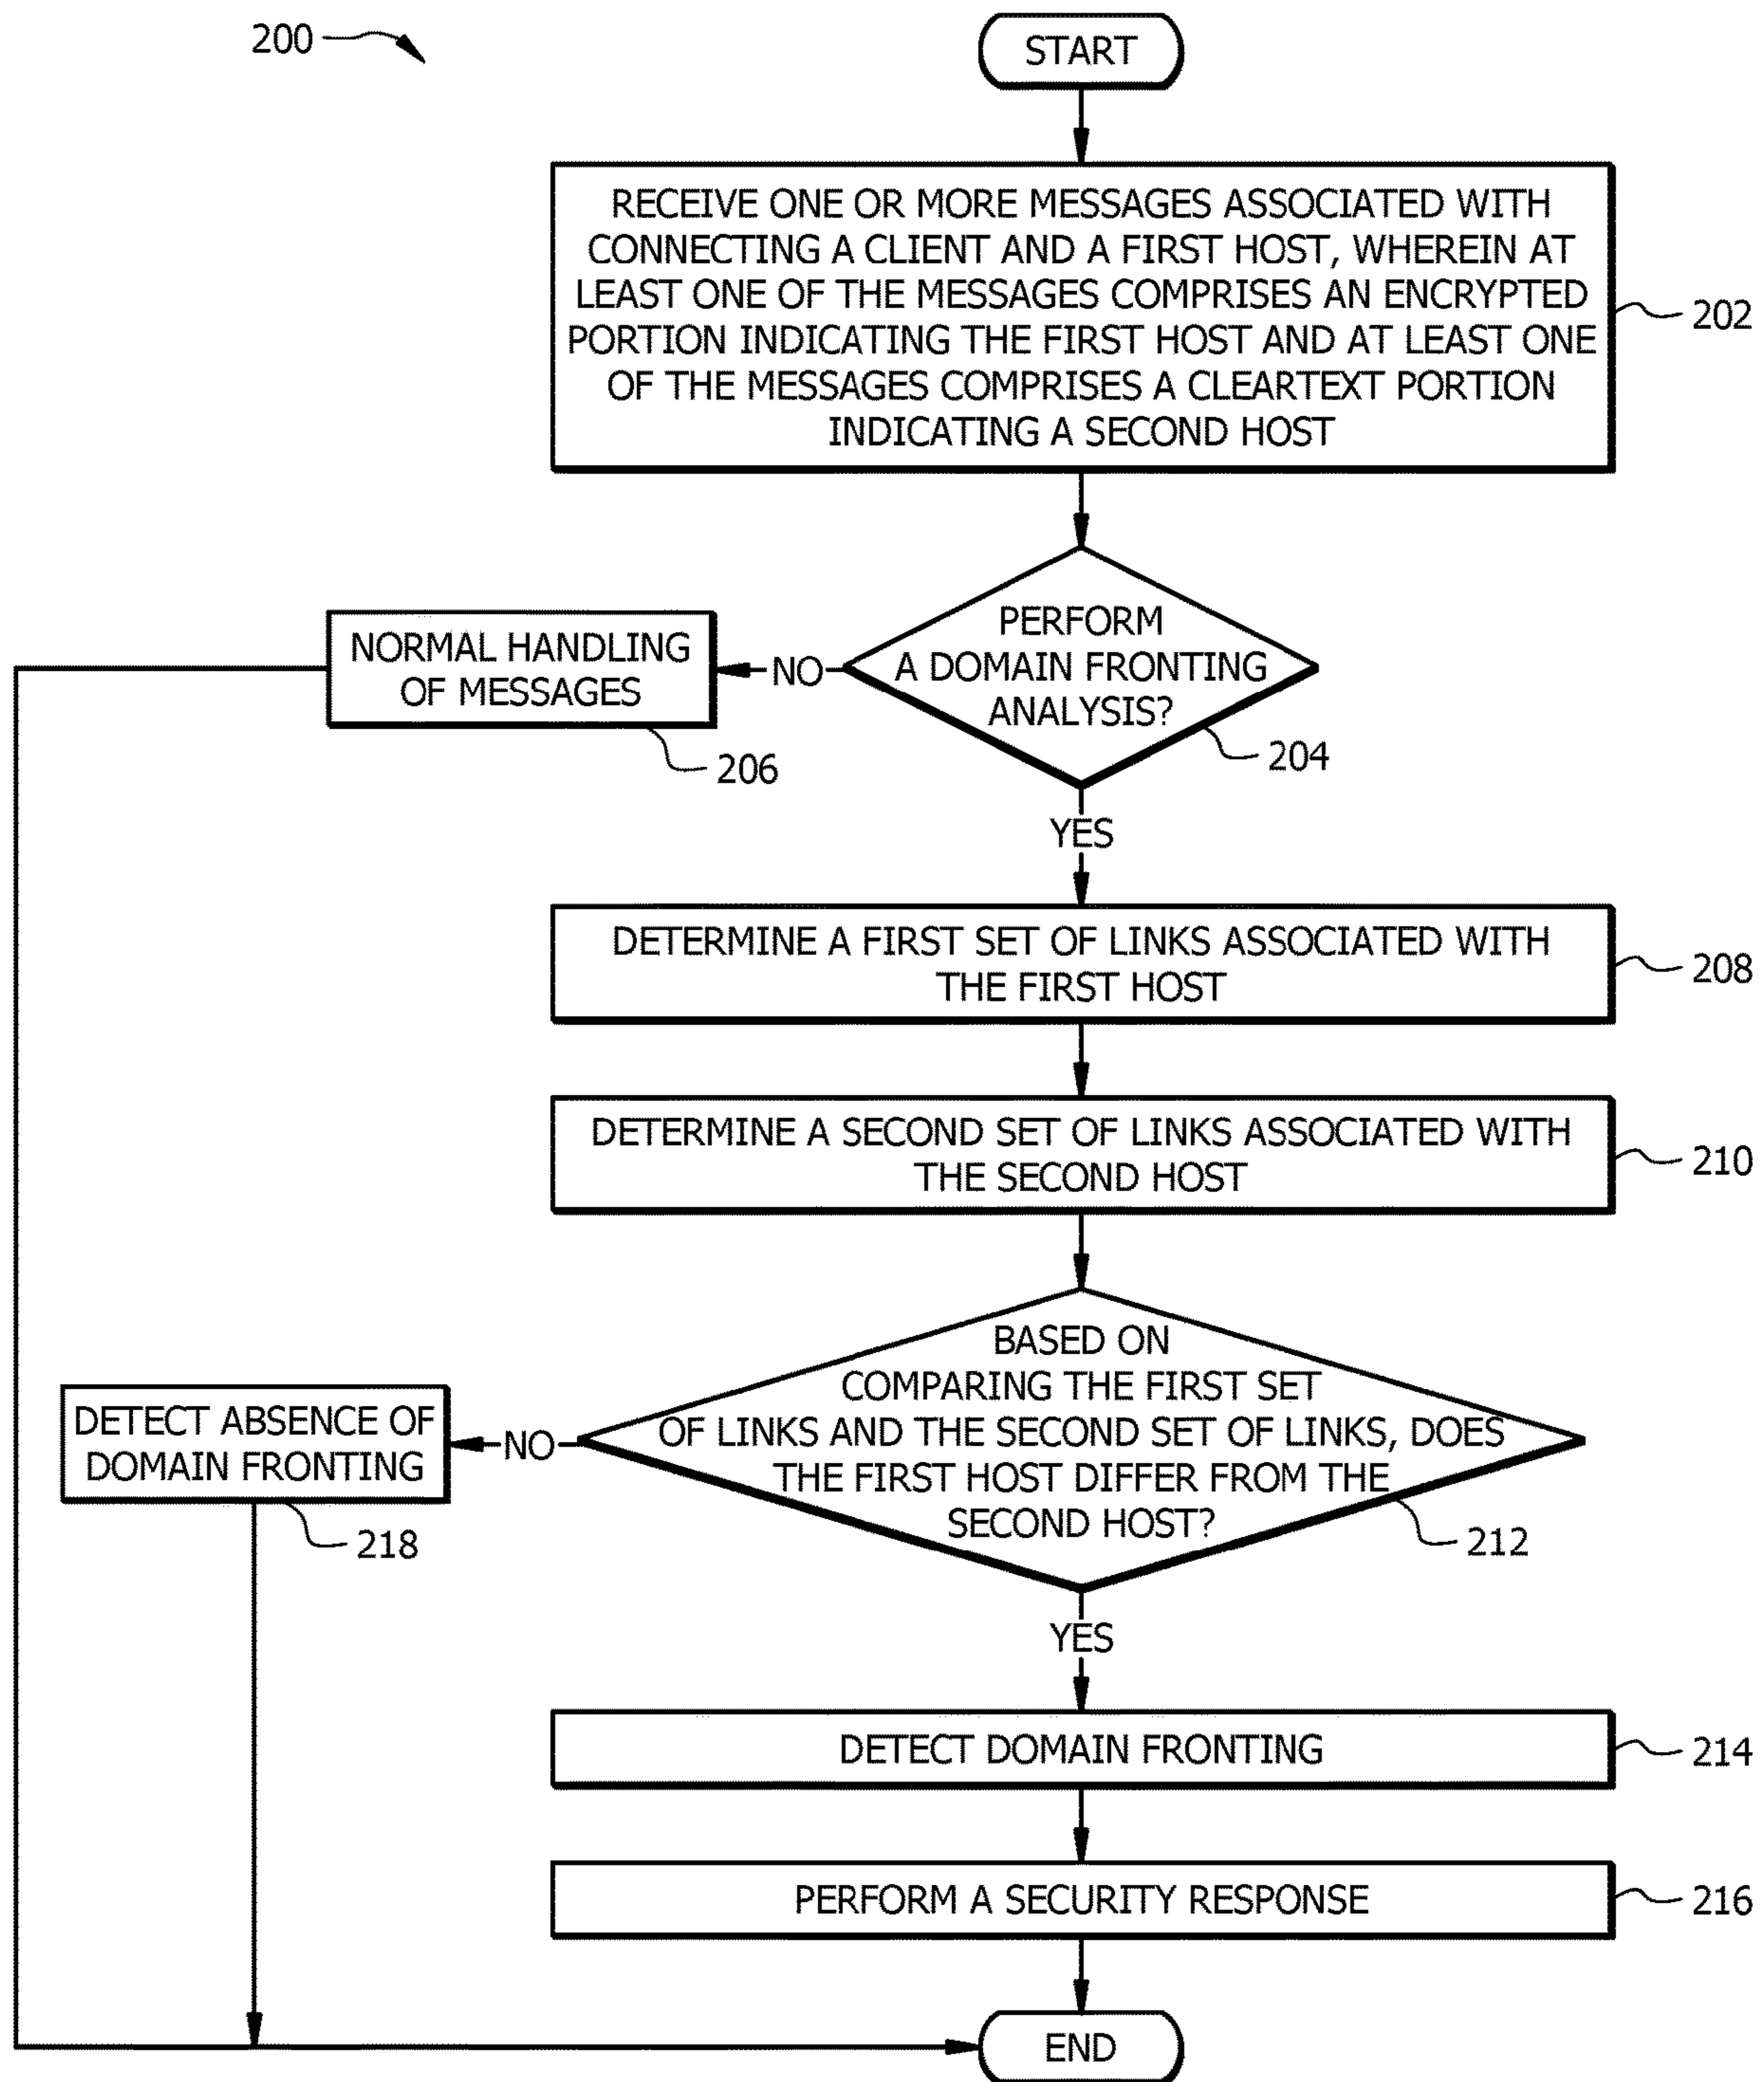 200
START
RECEIVE ONE OR MORE MESSAGES ASSOCIATED WITH
CONNECTING A CLIENT AND A FIRST HOST, WHEREIN AT
LEAST ONE OF THE MESSAGES COMPRISES AN ENCRYPTED
PORTION INDICATING THE FIRST HOST AND AT LEAST ONE
OF THE MESSAGES COMPRISES A CLEARTEXT PORTION
INDICATING A SECOND HOST
202
PERFORM
A DOMAIN FRONTING
ANALYSIS?
204
NO
NORMAL HANDLING
OF MESSAGES
206
YES
DETERMINE A FIRST SET OF LINKS ASSOCIATED WITH
THE FIRST HOST
208
DETERMINE A SECOND SET OF LINKS ASSOCIATED WITH
THE SECOND HOST
210
BASED ON
COMPARING THE FIRST SET
OF LINKS AND THE SECOND SET OF LINKS, DOES
THE FIRST HOST DIFFER FROM THE
SECOND HOST?
212
NO
DETECT ABSENCE OF
DOMAIN FRONTING
218
YES
DETECT DOMAIN FRONTING
214
PERFORM A SECURITY RESPONSE
216
END